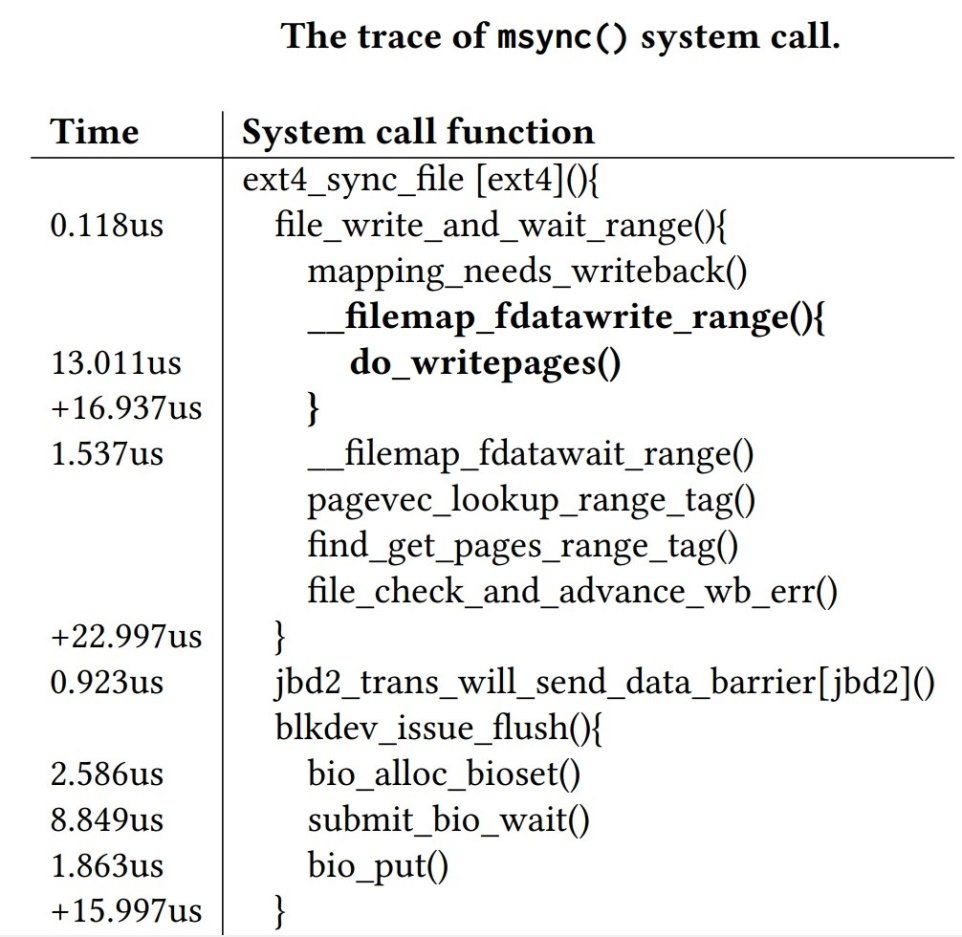 The trace of msync() system call.
Time System call function
ext4_sync_file [ext4](){
0.118us file_write_and_wait_range(){
mapping_needs_writeback()
__filemap_fdatawrite_range(){
13.011us do_writepages()
+16.937us }
1.537us __filemap_fdatawait_range()
pagevec_lookup_range_tag()
find_get_pages_range_tag()
file_check_and_advance_wb_err()
+22.997us }
0.923us jbd2_trans_will_send_data_barrier[jbd2]()
blkdev_issue_flush(){
2.586us bio_alloc_bioset()
8.849us submit_bio_wait()
1.863us bio_put()
+15.997us }